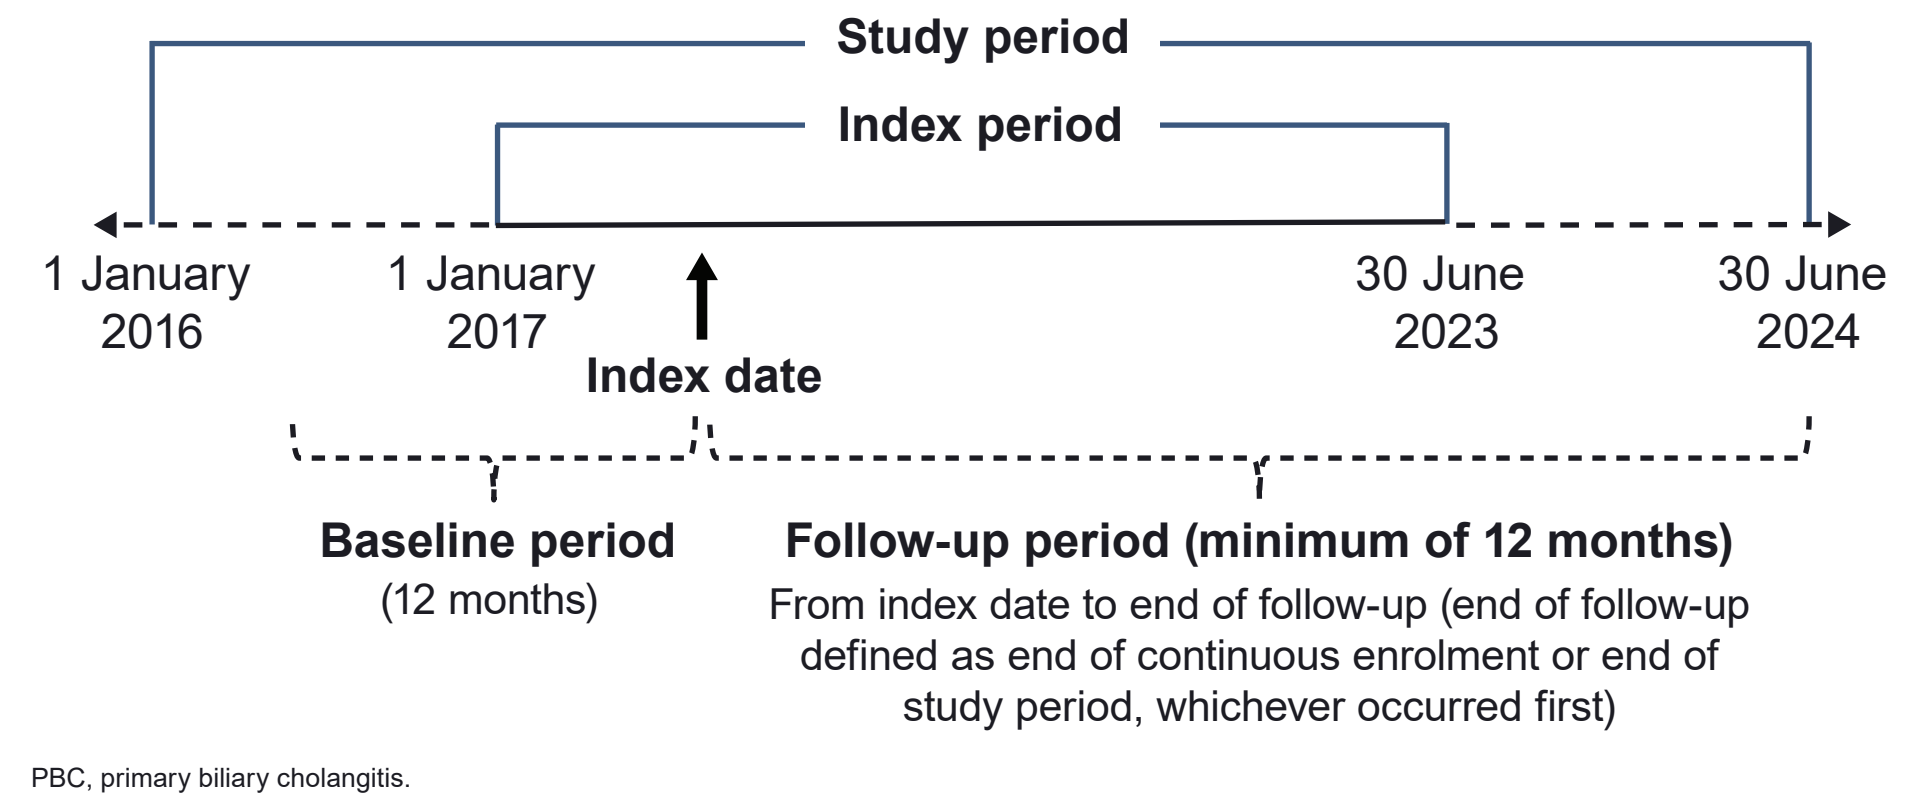 Study period
Index period
1 January
2016
1 January
2017
30 June
2023
30 June
2024
Index date
Baseline period
(12 months)
Follow-up period (minimum of 12 months)
From index date to end of follow-up (end of follow-up
defined as end of continuous enrolment or end of
study period, whichever occurred first)
PBC, primary biliary cholangitis.